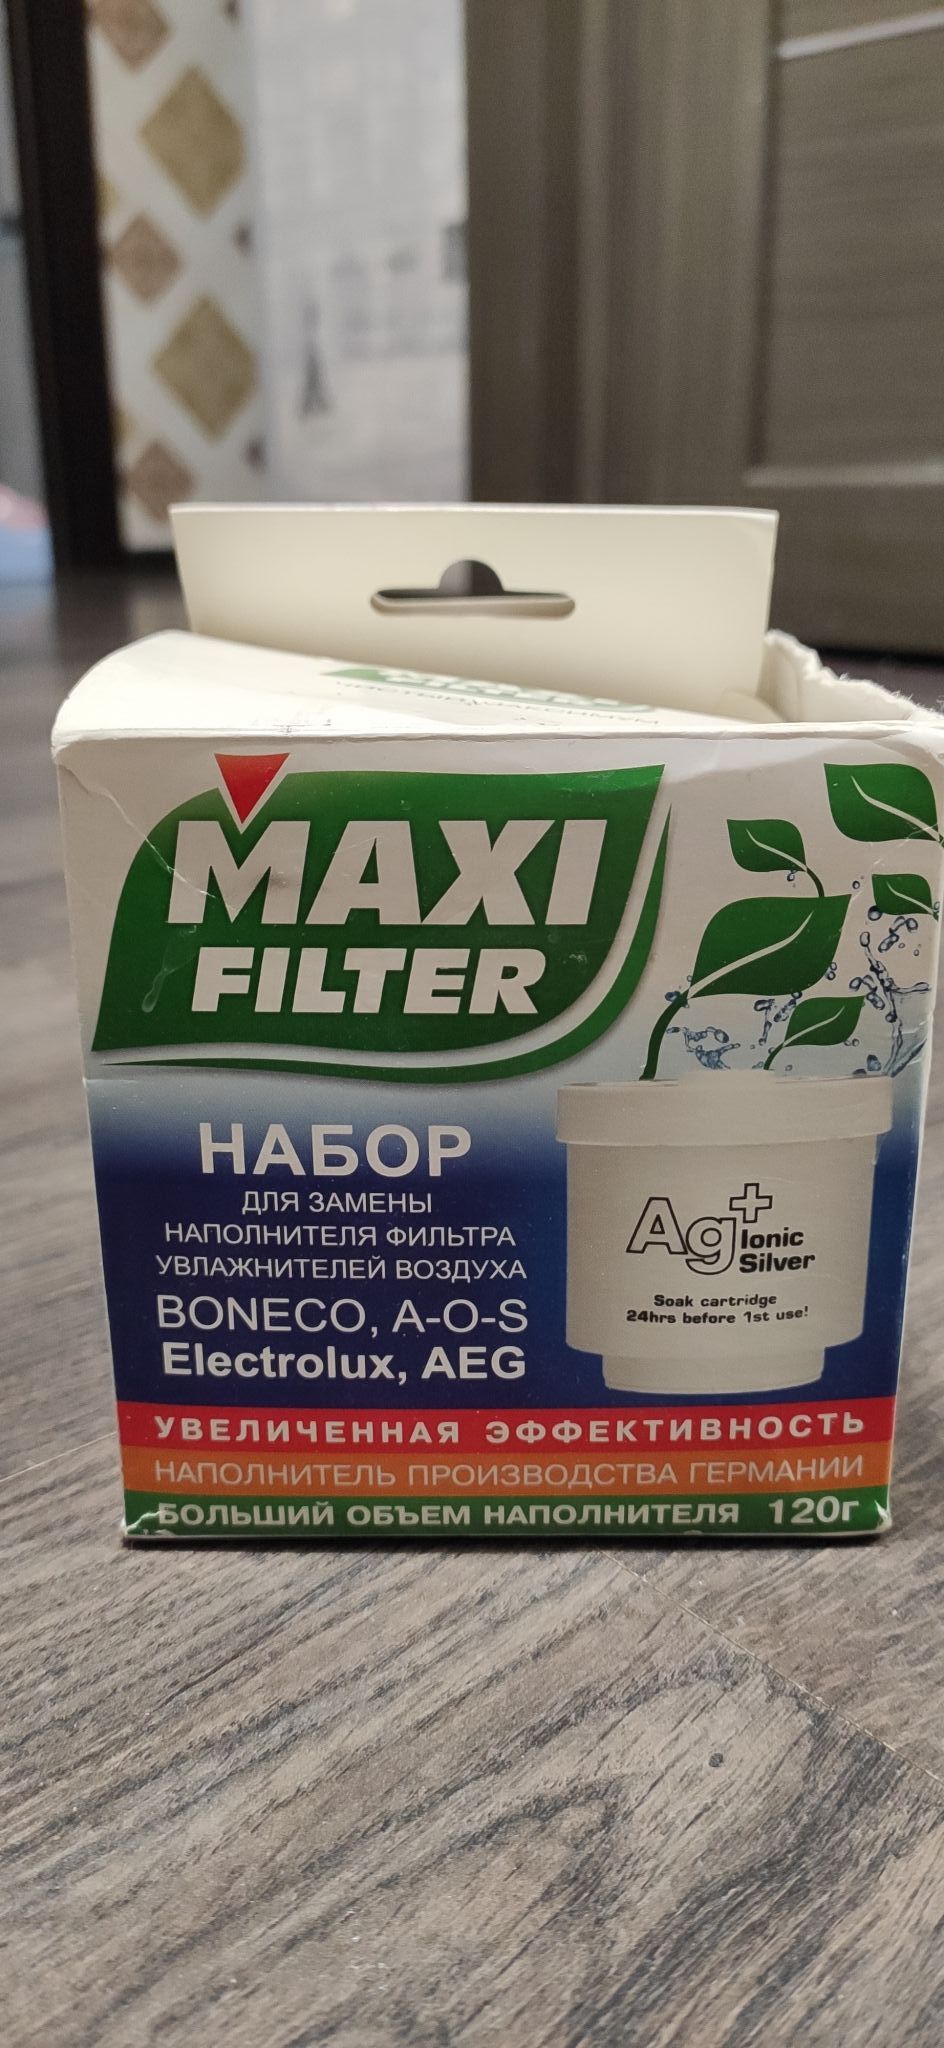 MAXI
FILTER
НАБОР
ДЛЯ ЗАМЕНЫ
НАПОЛНИТЕЛЯ ФИЛЬТРА
УВЛАЖНИТЕЛЕЙ ВОЗДУХА
BONECO, A-O-S
Electrolux, AEG
Ag+ Ionic
Silver
Soak cartridge
24hrs before 1st use!
УВЕЛИЧЕННАЯ ЭФФЕКТИВНОСТЬ
НАПОЛНИТЕЛЬ ПРОИЗВОДСТВА ГЕРМАНИИ
БОЛЬШИЙ ОБЪЕМ НАПОЛНИТЕЛЯ 120г